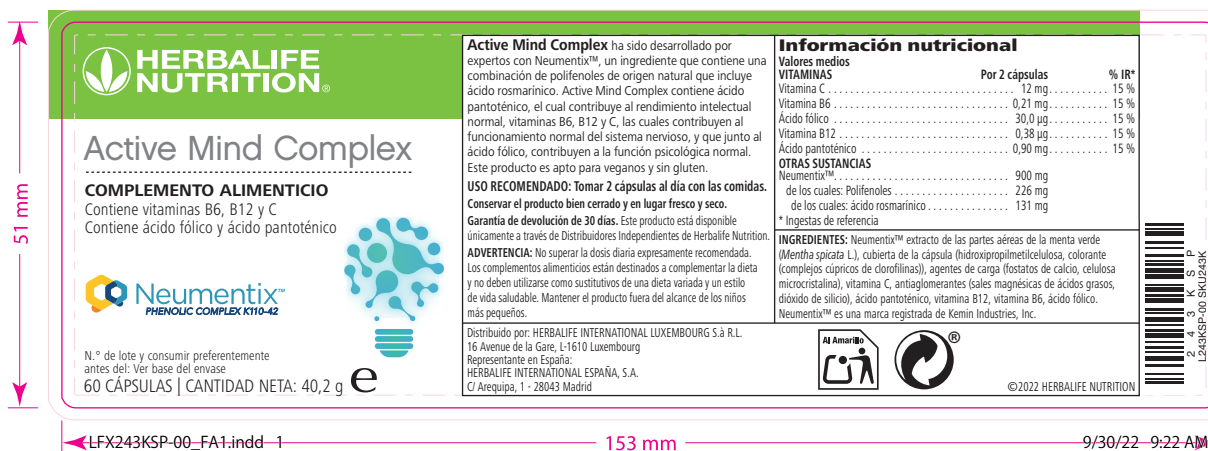 HERBALIFE
NUTRITION®
Active Mind Complex
COMPLEMENTO ALIMENTICIO
Contiene vitaminas B6, B12 y C
Contiene ácido fólico y ácido pantoténico
Neumentix™
PHENOLIC COMPLEX K110-42
N.° de lote y consumir preferentemente
antes del: Ver base del envase
60 CÁPSULAS | CANTIDAD NETA: 40,2 g ℮
Active Mind Complex ha sido desarrollado por
expertos con Neumentix™, un ingrediente que contiene una
combinación de polifenoles de origen natural que incluye
ácido rosmarínico. Active Mind Complex contiene ácido
pantoténico, el cual contribuye al rendimiento intelectual
normal, vitaminas B6, B12 y C, las cuales contribuyen al
funcionamiento normal del sistema nervioso, y que junto al
ácido fólico, contribuyen a la función psicológica normal.
Este producto es apto para veganos y sin gluten.
USO RECOMENDADO: Tomar 2 cápsulas al día con las comidas.
Conservar el producto bien cerrado y en lugar fresco y seco.
Garantía de devolución de 30 días. Este producto está disponible
únicamente a través de Distribuidores Independientes de Herbalife Nutrition.
ADVERTENCIA: No superar la dosis diaria expresamente recomendada.
Los complementos alimenticios están destinados a complementar la dieta
y no deben utilizarse como sustitutivos de una dieta variada y un estilo
de vida saludable. Mantener el producto fuera del alcance de los niños
más pequeños.
Distribuido por: HERBALIFE INTERNATIONAL LUXEMBOURG S.à R.L.
16 Avenue de la Gare, L-1610 Luxembourg
Representante en España:
HERBALIFE INTERNATIONAL ESPAÑA, S.A.
C/ Arequipa, 1 - 28043 Madrid
Información nutricional
Valores medios
VITAMINAS Por 2 cápsulas % IR*
Vitamina C 12 mg 15 %
Vitamina B6 0,21 mg 15 %
Ácido fólico 30,0 µg 15 %
Vitamina B12 0,38 µg 15 %
Ácido pantoténico 0,90 mg 15 %
OTRAS SUSTANCIAS
Neumentix™ 900 mg
de los cuales: Polifenoles 226 mg
de los cuales: ácido rosmarínico 131 mg
* Ingestas de referencia
INGREDIENTES: Neumentix™ extracto de las partes aéreas de la menta verde
(Mentha spicata L.), cubierta de la cápsula (hidroxipropilmetilcelulosa, colorante
(complejos cúpricos de clorofilinas)), agentes de carga (fostatos de calcio, celulosa
microcristalina), vitamina C, antiaglomerantes (sales magnésicas de ácidos grasos,
dióxido de silicio), ácido pantoténico, vitamina B12, vitamina B6, ácido fólico.
Neumentix™ es una marca registrada de Kemin Industries, Inc.
Al Amarillo
®
©2022 HERBALIFE NUTRITION
243KSP
L243KSP-00 SKU243K
51 mm
153 mm
LFX243KSP-00_FA1.indd 1
9/30/22 9:22 AM